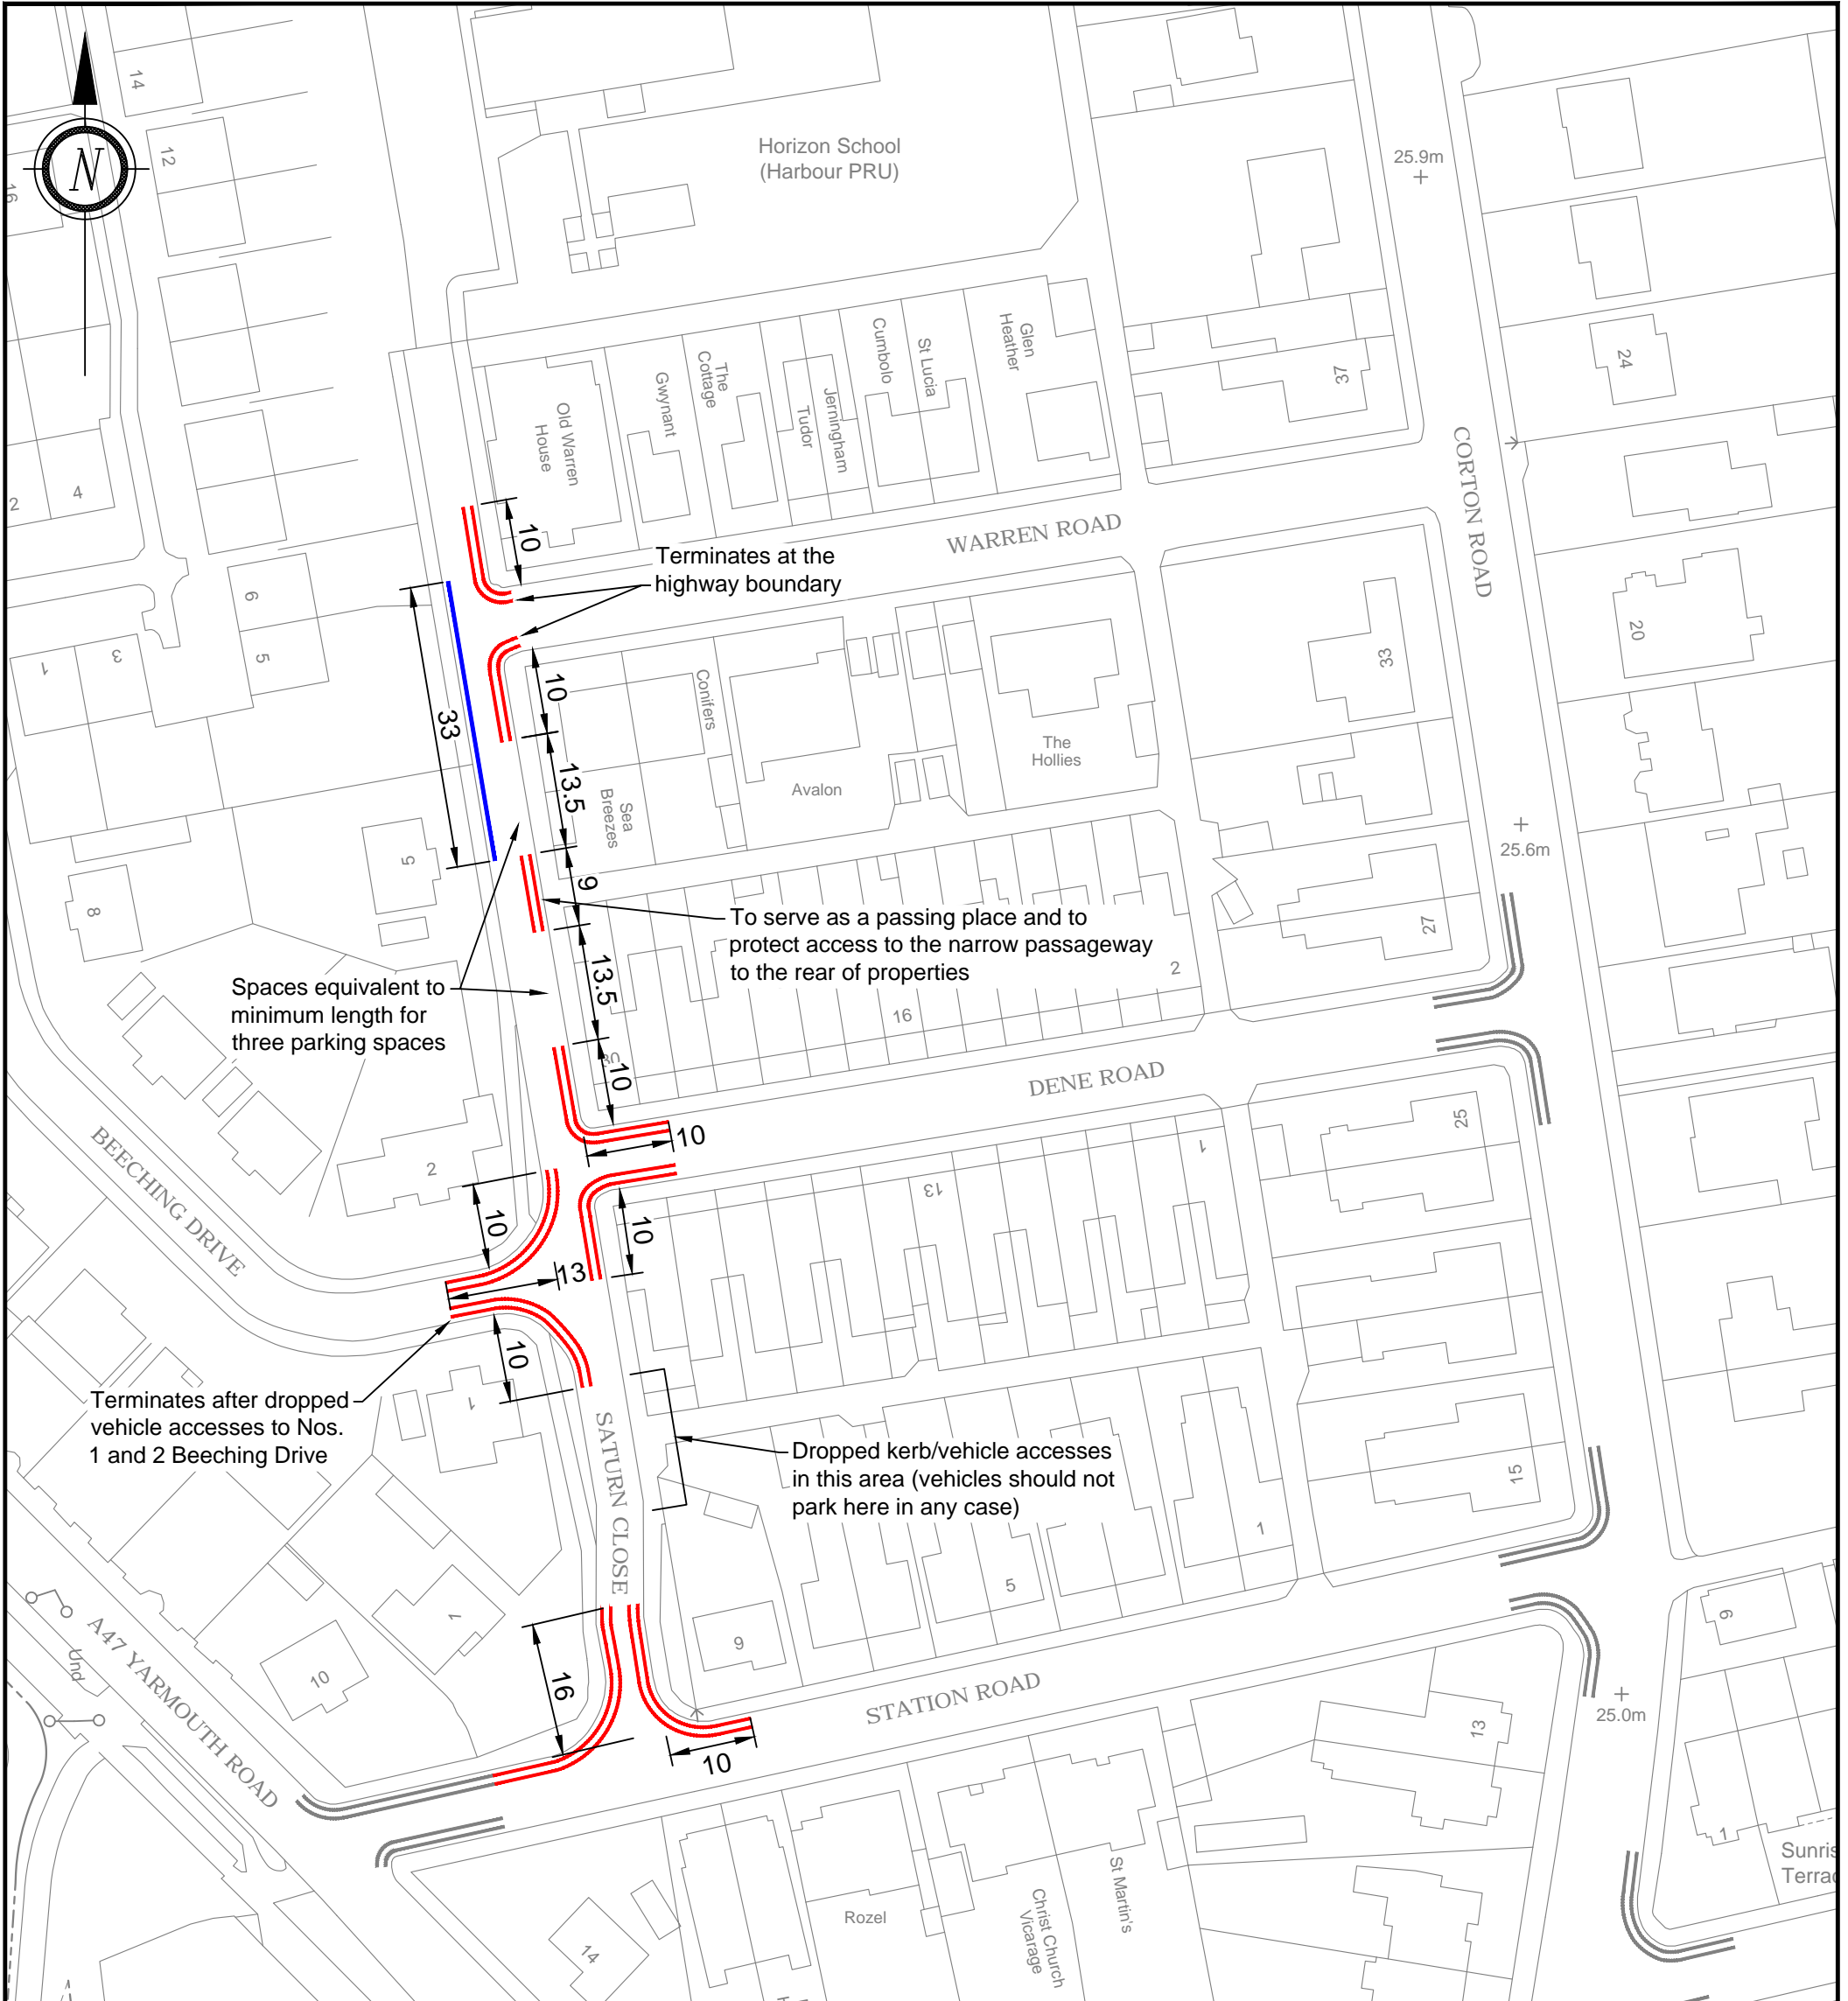 14
N
12
16
Horizon School
(Harbour PRU)
25.9m
Glen
Heather
St Lucia
Cumbolo
The
Cottage
Gwynant
Tudor
Jerningham
Old Warren
House
37
24
4
2
CORTON ROAD
WARREN ROAD
10
Terminates at the
highway boundary
6
5
3
1
20
33
10
Conifers
33
The
Hollies
13.5
Avalon
Sea
Breezes
25.6m
5
9
8
27
To serve as a passing place and to
protect access to the narrow passageway
to the rear of properties
2
13.5
Spaces equivalent to
minimum length for
three parking spaces
16
35
10
DENE ROAD
25
10
1
BEECHING DRIVE
2
13
10
10
13
10
Terminates after dropped
vehicle accesses to Nos.
1 and 2 Beeching Drive
1
SATURN CLOSE
Dropped kerb/vehicle accesses
in this area (vehicles should not
park here in any case)
15
1
5
7
9
9
A47 YARMOUTH ROAD
Und
10
16
STATION ROAD
25.0m
13
10
1
Sunris
Terrac
Rozel
St Martin's
Christ Church
Vicarage
14